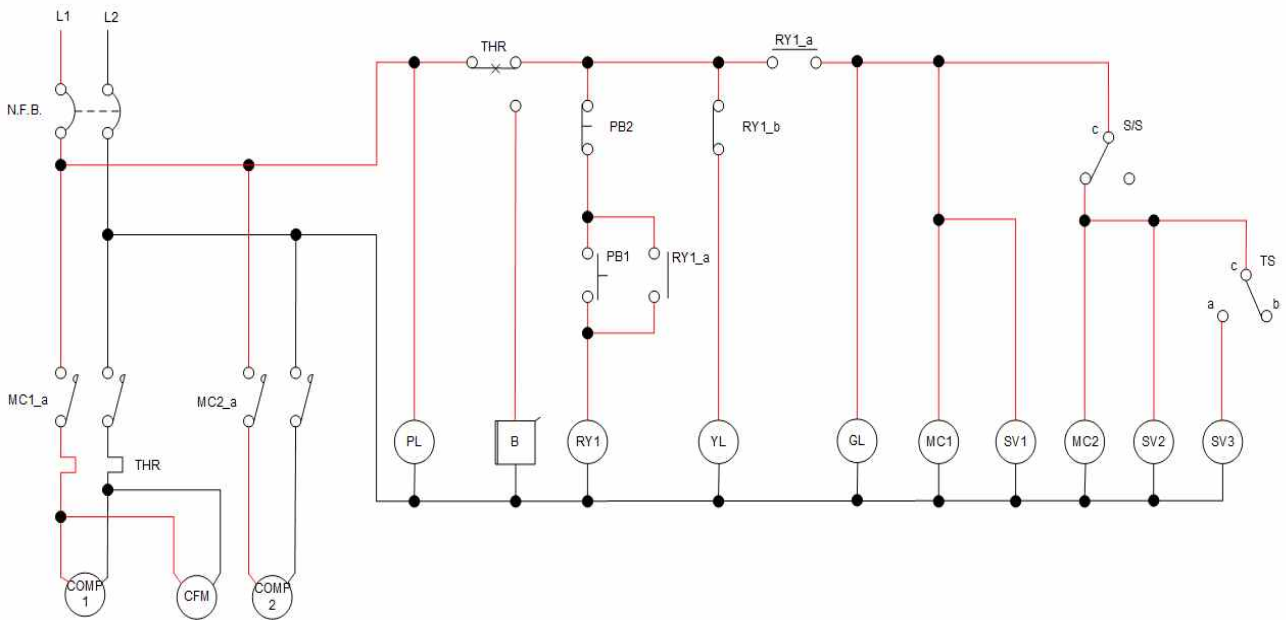 L1
L2
N.F.B.
THR
RY1_a
PB2
RY1_b
c
S/S
PB1
RY1_a
c
TS
a
b
MC1_a
MC2_a
THR
PL
B
RY1
YL
GL
MC1
SV1
MC2
SV2
SV3
COMP
1
CFM
COMP
2